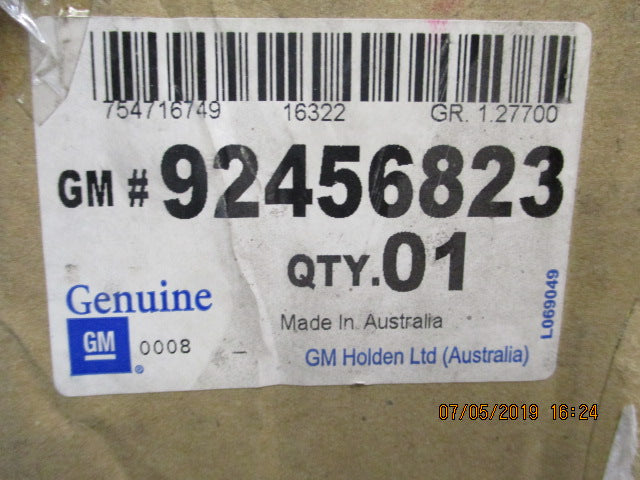 754716749 16322 GR. 1.27700
GM # 92456823
QTY. 01
Genuine
GM ® 0008 –
Made In Australia
GM Holden Ltd (Australia)
L069049
07/05/2019 16:24